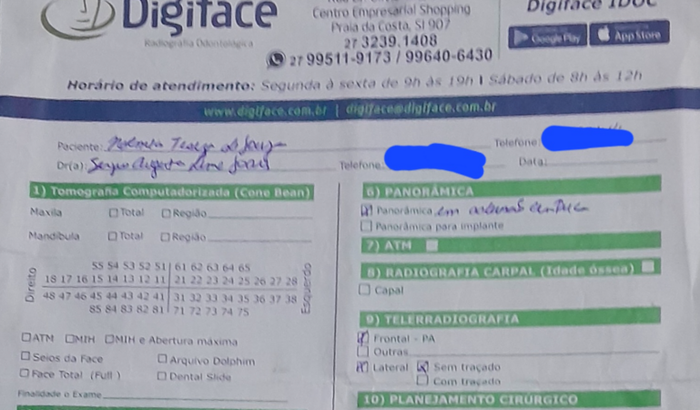 Digiface
Radiografia Odontológica
Centro Empresarial Shopping
Praia da Costa, Sl 907
27 3239.1408
27 99511-9173 / 99640-6430
Digiface IDOC
Google Play
App Store
Horário de atendimento: Segunda à sexta de 9h às 19h | Sábado de 8h às 12h
www.digiface.com.br | digiface@digiface.com.br
Paciente: Telefone:
Dr(a): Sergio Augusto Telefone: Data:
1) Tomografia Computadorizada (Cone Bean)
Maxila Total Região
Mandíbula Total Região
Direito
55 54 53 52 51 61 62 63 64 65
18 17 16 15 14 13 12 11 21 22 23 24 25 26 27 28
48 47 46 45 44 43 42 41 31 32 33 34 35 36 37 38
85 84 83 82 81 71 72 73 74 75
Esquerdo
ATM MIH MIH e Abertura máxima
Seios da Face Arquivo Dolphim
Face Total (Full) Dental Slide
Finalidade o Exame
6) PANORÂMICA
Panorâmica em
Panorâmica para implante
7) ATM
8) RADIOGRAFIA CARPAL (Idade óssea)
Capal
9) TELERRADIOGRAFIA
Frontal - PA
Outras
Lateral Sem traçado
Com traçado
10) PLANEJAMENTO CIRÚRGICO